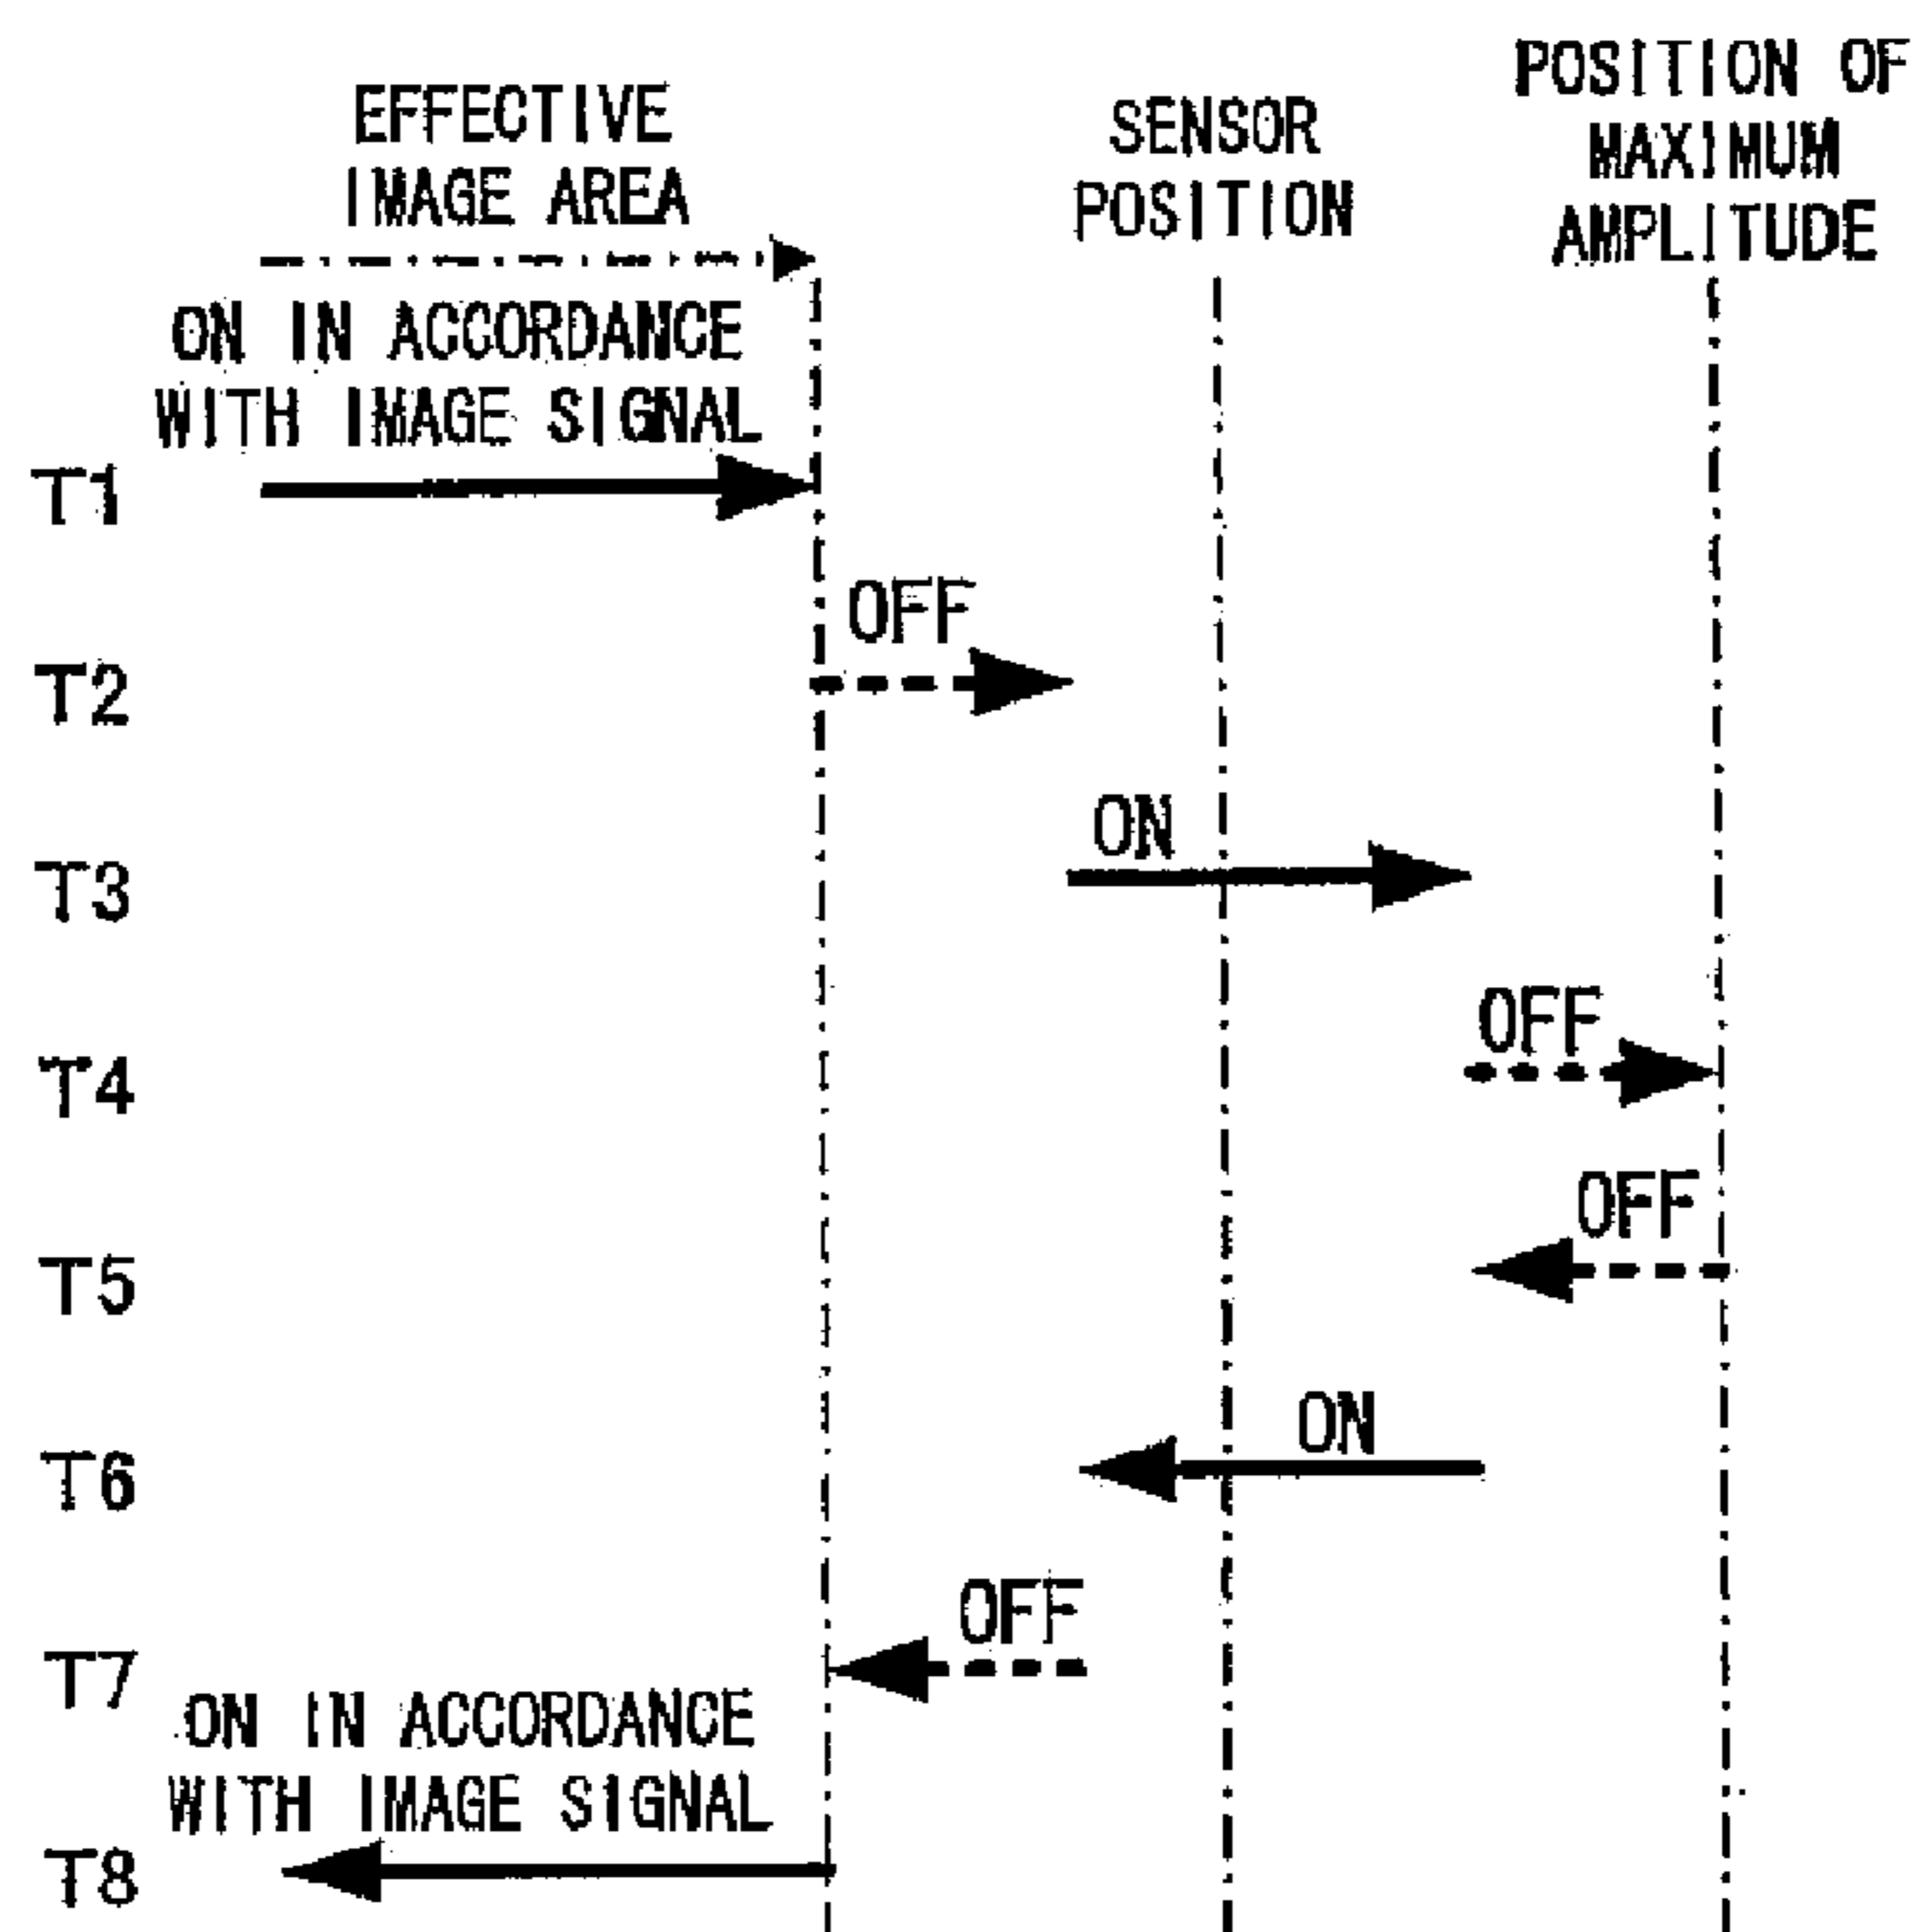 EFFECTIVE
IMAGE AREA
SENSOR
POSITION
POSITION OF
MAXIMUM
AMPLITUDE
ON IN ACCORDANCE
WITH IMAGE SIGNAL
T1
OFF
T2
ON
T3
OFF
T4
OFF
T5
ON
T6
OFF
T7
ON IN ACCORDANCE
WITH IMAGE SIGNAL
T8